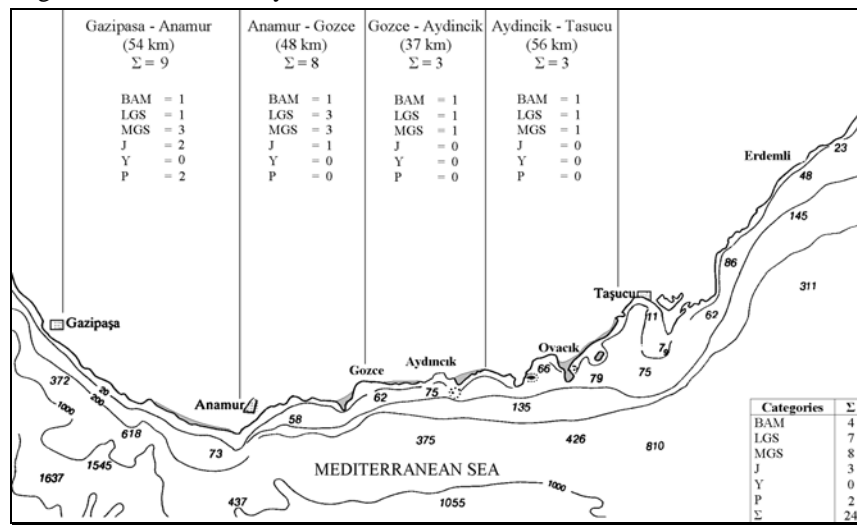 Gazipasa - Anamur
(54 km)
Σ = 9
BAM = 1
LGS = 1
MGS = 3
J = 2
Y = 0
P = 2
Anamur - Gozce
(48 km)
Σ = 8
BAM = 1
LGS = 3
MGS = 3
J = 1
Y = 0
P = 0
Gozce - Aydincik
(37 km)
Σ = 3
BAM = 1
LGS = 1
MGS = 1
J = 0
Y = 0
P = 0
Aydincik - Tasucu
(56 km)
Σ = 3
BAM = 1
LGS = 1
MGS = 1
J = 0
Y = 0
P = 0
Erdemli
23
48
145
86
311
62
Taşucu
11
7
9
75
Gazipaşa
Ovacık
Gozce
Aydıncık
66
79
372
20
200
1000
Anamur
62
75
135
58
618
73
375
426
810
1545
1637
MEDITERRANEAN SEA
437
1055
1000
Categories Σ
BAM 4
LGS 7
MGS 8
J 3
Y 0
P 2
Σ 24